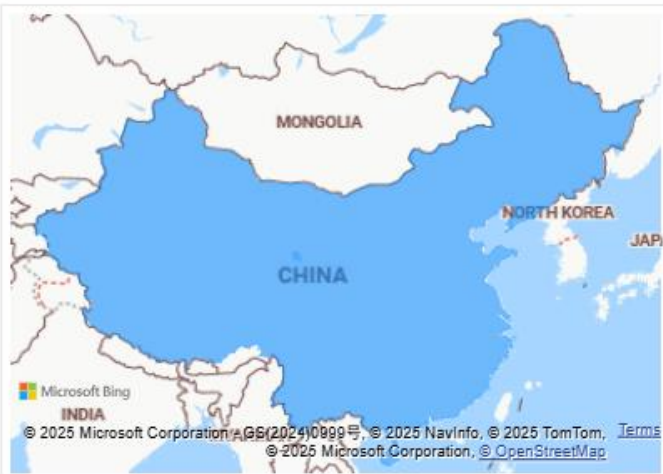 MONGOLIA
NORTH KOREA
JAPA
CHINA
Microsoft Bing
INDIA
© 2025 Microsoft Corporation, GS(2024)0999号, © 2025 NavInfo, © 2025 TomTom, Terms
© 2025 Microsoft Corporation, © OpenStreetMap